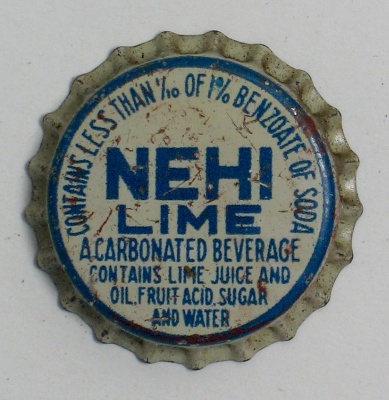 CONTAINS LESS THAN 1/10 OF 1% BENZOATE OF SODA
NEHI
LIME
A CARBONATED BEVERAGE
CONTAINS LIME JUICE AND
OIL, FRUIT ACID, SUGAR
AND WATER